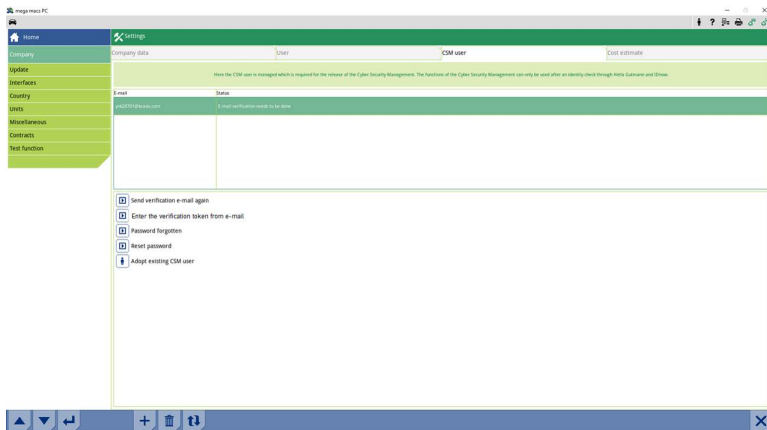 mega macs PC
Home
Settings
Company
Company data
User
CSM user
Cost estimate
Update
Interfaces
Country
Units
Miscellaneous
Contracts
Test function
Here the CSM user is managed which is required for the release of the Cyber Security Management. The functions of the Cyber Security Management can only be used after an identity check through Hella Gutmann and IDnow.
E-mail
Status
E-mail verification needs to be done
Send verification e-mail again
Enter the verification token from e-mail
Password forgotten
Reset password
Adopt existing CSM user